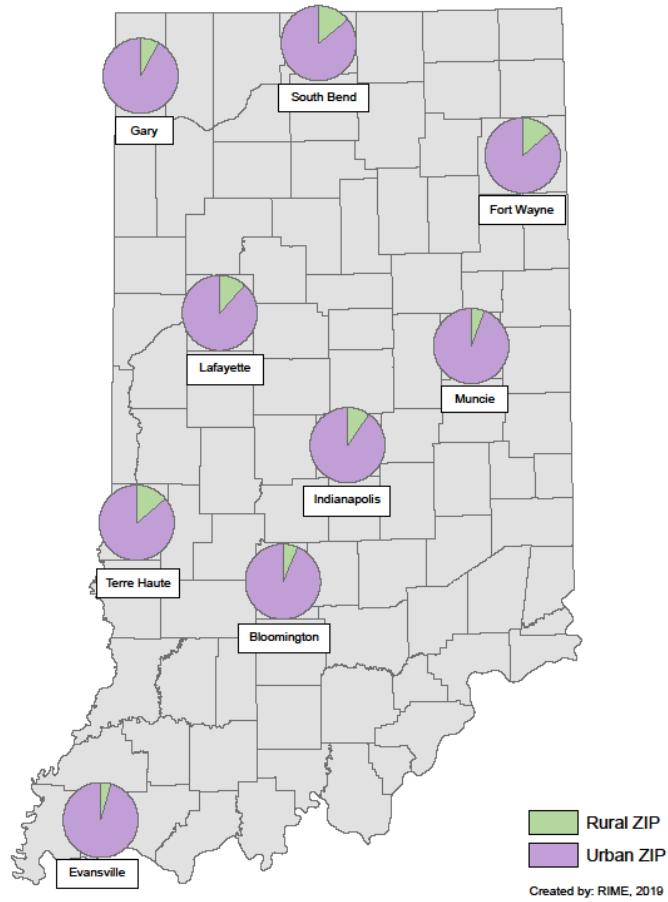 South Bend
Gary
Fort Wayne
Lafayette
Muncie
Indianapolis
Terre Haute
Bloomington
Evansville
Rural ZIP
Urban ZIP
Created by: RIME, 2019